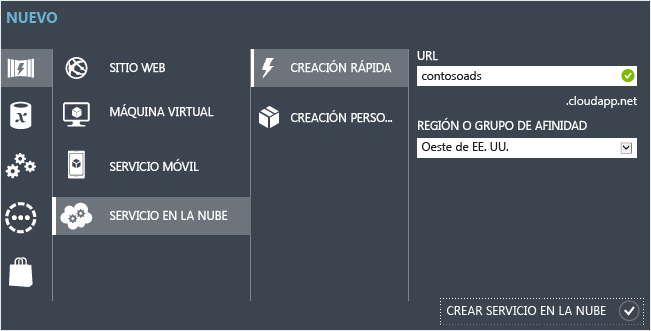 NUEVO
SITIO WEB
MÁQUINA VIRTUAL
SERVICIO MÓVIL
SERVICIO EN LA NUBE
CREACIÓN RÁPIDA
CREACIÓN PERSO...
URL
contosoads
.cloudapp.net
REGIÓN O GRUPO DE AFINIDAD
Oeste de EE. UU.
CREAR SERVICIO EN LA NUBE